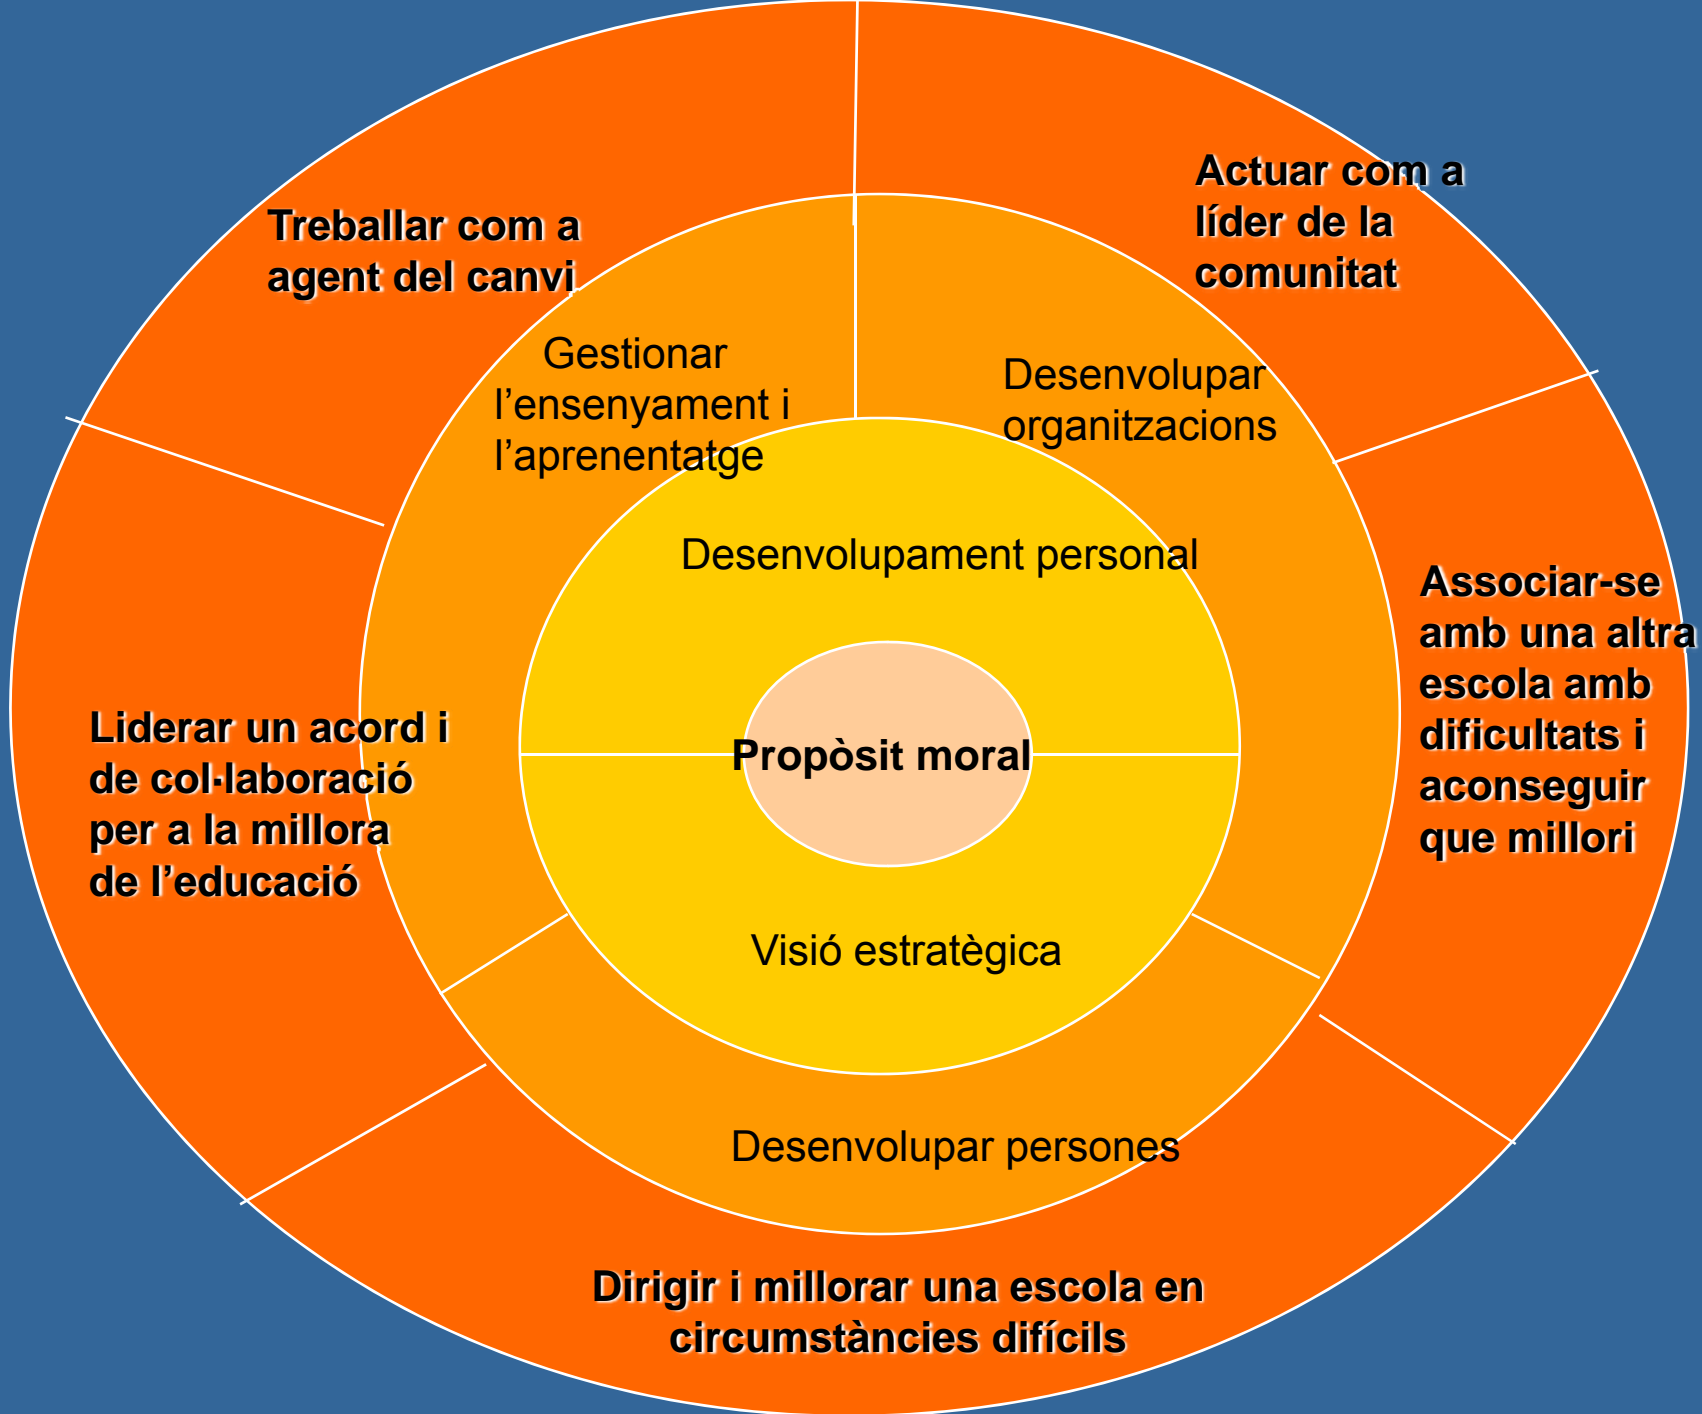 Treballar com a
agent del canvi
Actuar com a
líder de la
comunitat
Gestionar
l’ensenyament i
l’aprenentatge
Desenvolupar
organitzacions
Desenvolupament personal
Associar-se
amb una altra
escola amb
dificultats i
aconseguir
que millori
Liderar un acord i
de col·laboració
per a la millora
de l’educació
Propòsit moral
Visió estratègica
Desenvolupar persones
Dirigir i millorar una escola en
circumstàncies difícils